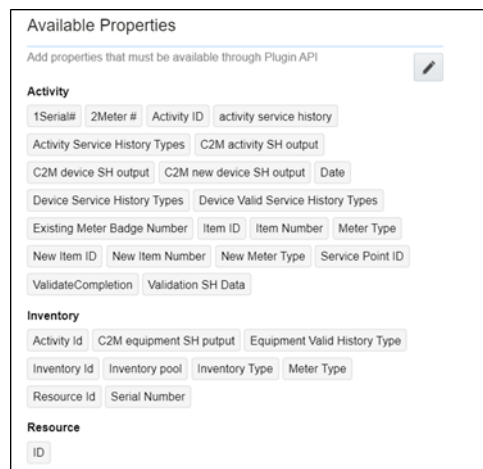 Available Properties
Add properties that must be available through Plugin API
Activity
1Serial# 2Meter # Activity ID activity service history
Activity Service History Types C2M activity SH output
C2M device SH output C2M new device SH output Date
Device Service History Types Device Valid Service History Types
Existing Meter Badge Number Item ID Item Number Meter Type
New Item ID New Item Number New Meter Type Service Point ID
ValidateCompletion Validation SH Data
Inventory
Activity Id C2M equipment SH putput Equipment Valid History Type
Inventory Id Inventory pool Inventory Type Meter Type
Resource Id Serial Number
Resource
ID